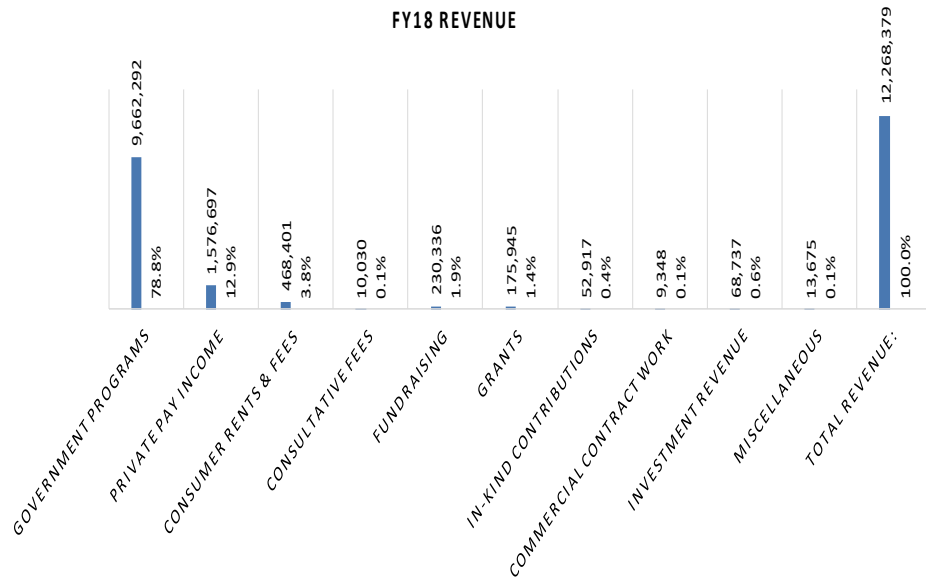 FY18 REVENUE
9,662,292
78.8%
1,576,697
12.9%
468,401
3.8%
10,030
0.1%
230,336
1.9%
175,945
1.4%
52,917
0.4%
9,348
0.1%
68,737
0.6%
13,675
0.1%
12,268,379
100.0%
GOVERNMENT PROGRAMS
PRIVATE PAY INCOME
CONSUMER RENTS & FEES
CONSULTATIVE FEES
FUNDRAISING
GRANTS
IN-KIND CONTRIBUTIONS
COMMERCIAL CONTRACT WORK
INVESTMENT REVENUE
MISCELLANEOUS
TOTAL REVENUE: